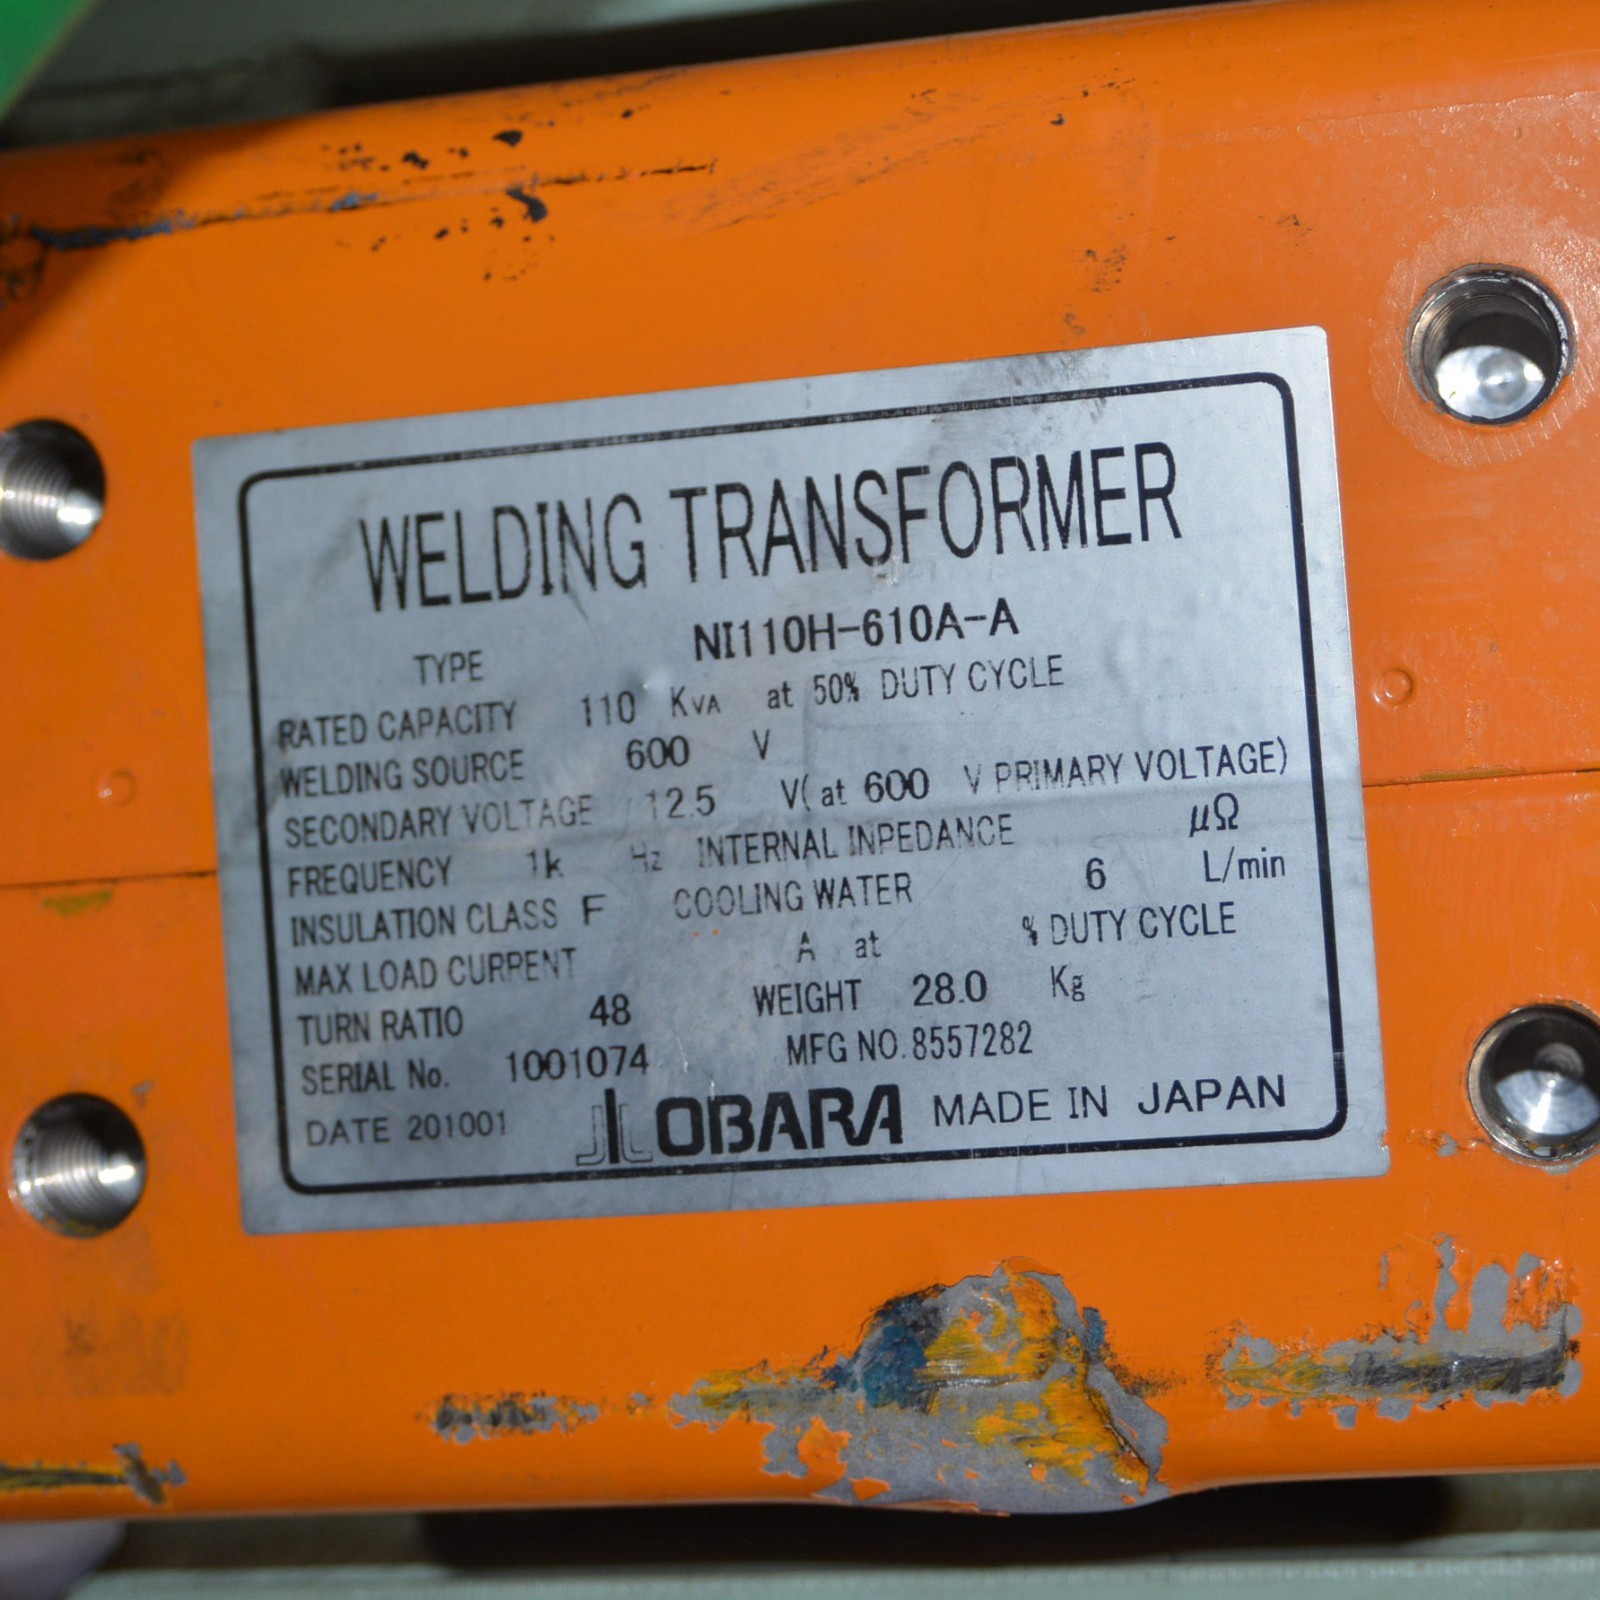 WELDING TRANSFORMER
TYPE NI110H-610A-A
RATED CAPACITY 110 KVA at 50% DUTY CYCLE
WELDING SOURCE 600 V
SECONDARY VOLTAGE 12.5 V( at 600 V PRIMARY VOLTAGE)
FREQUENCY 1k Hz INTERNAL INPEDANCE μΩ
INSULATION CLASS F COOLING WATER 6 L/min
MAX LOAD CURRENT A at % DUTY CYCLE
TURN RATIO 48 WEIGHT 28.0 Kg
SERIAL No. 1001074 MFG NO. 8557282
DATE 201001 OBARA MADE IN JAPAN